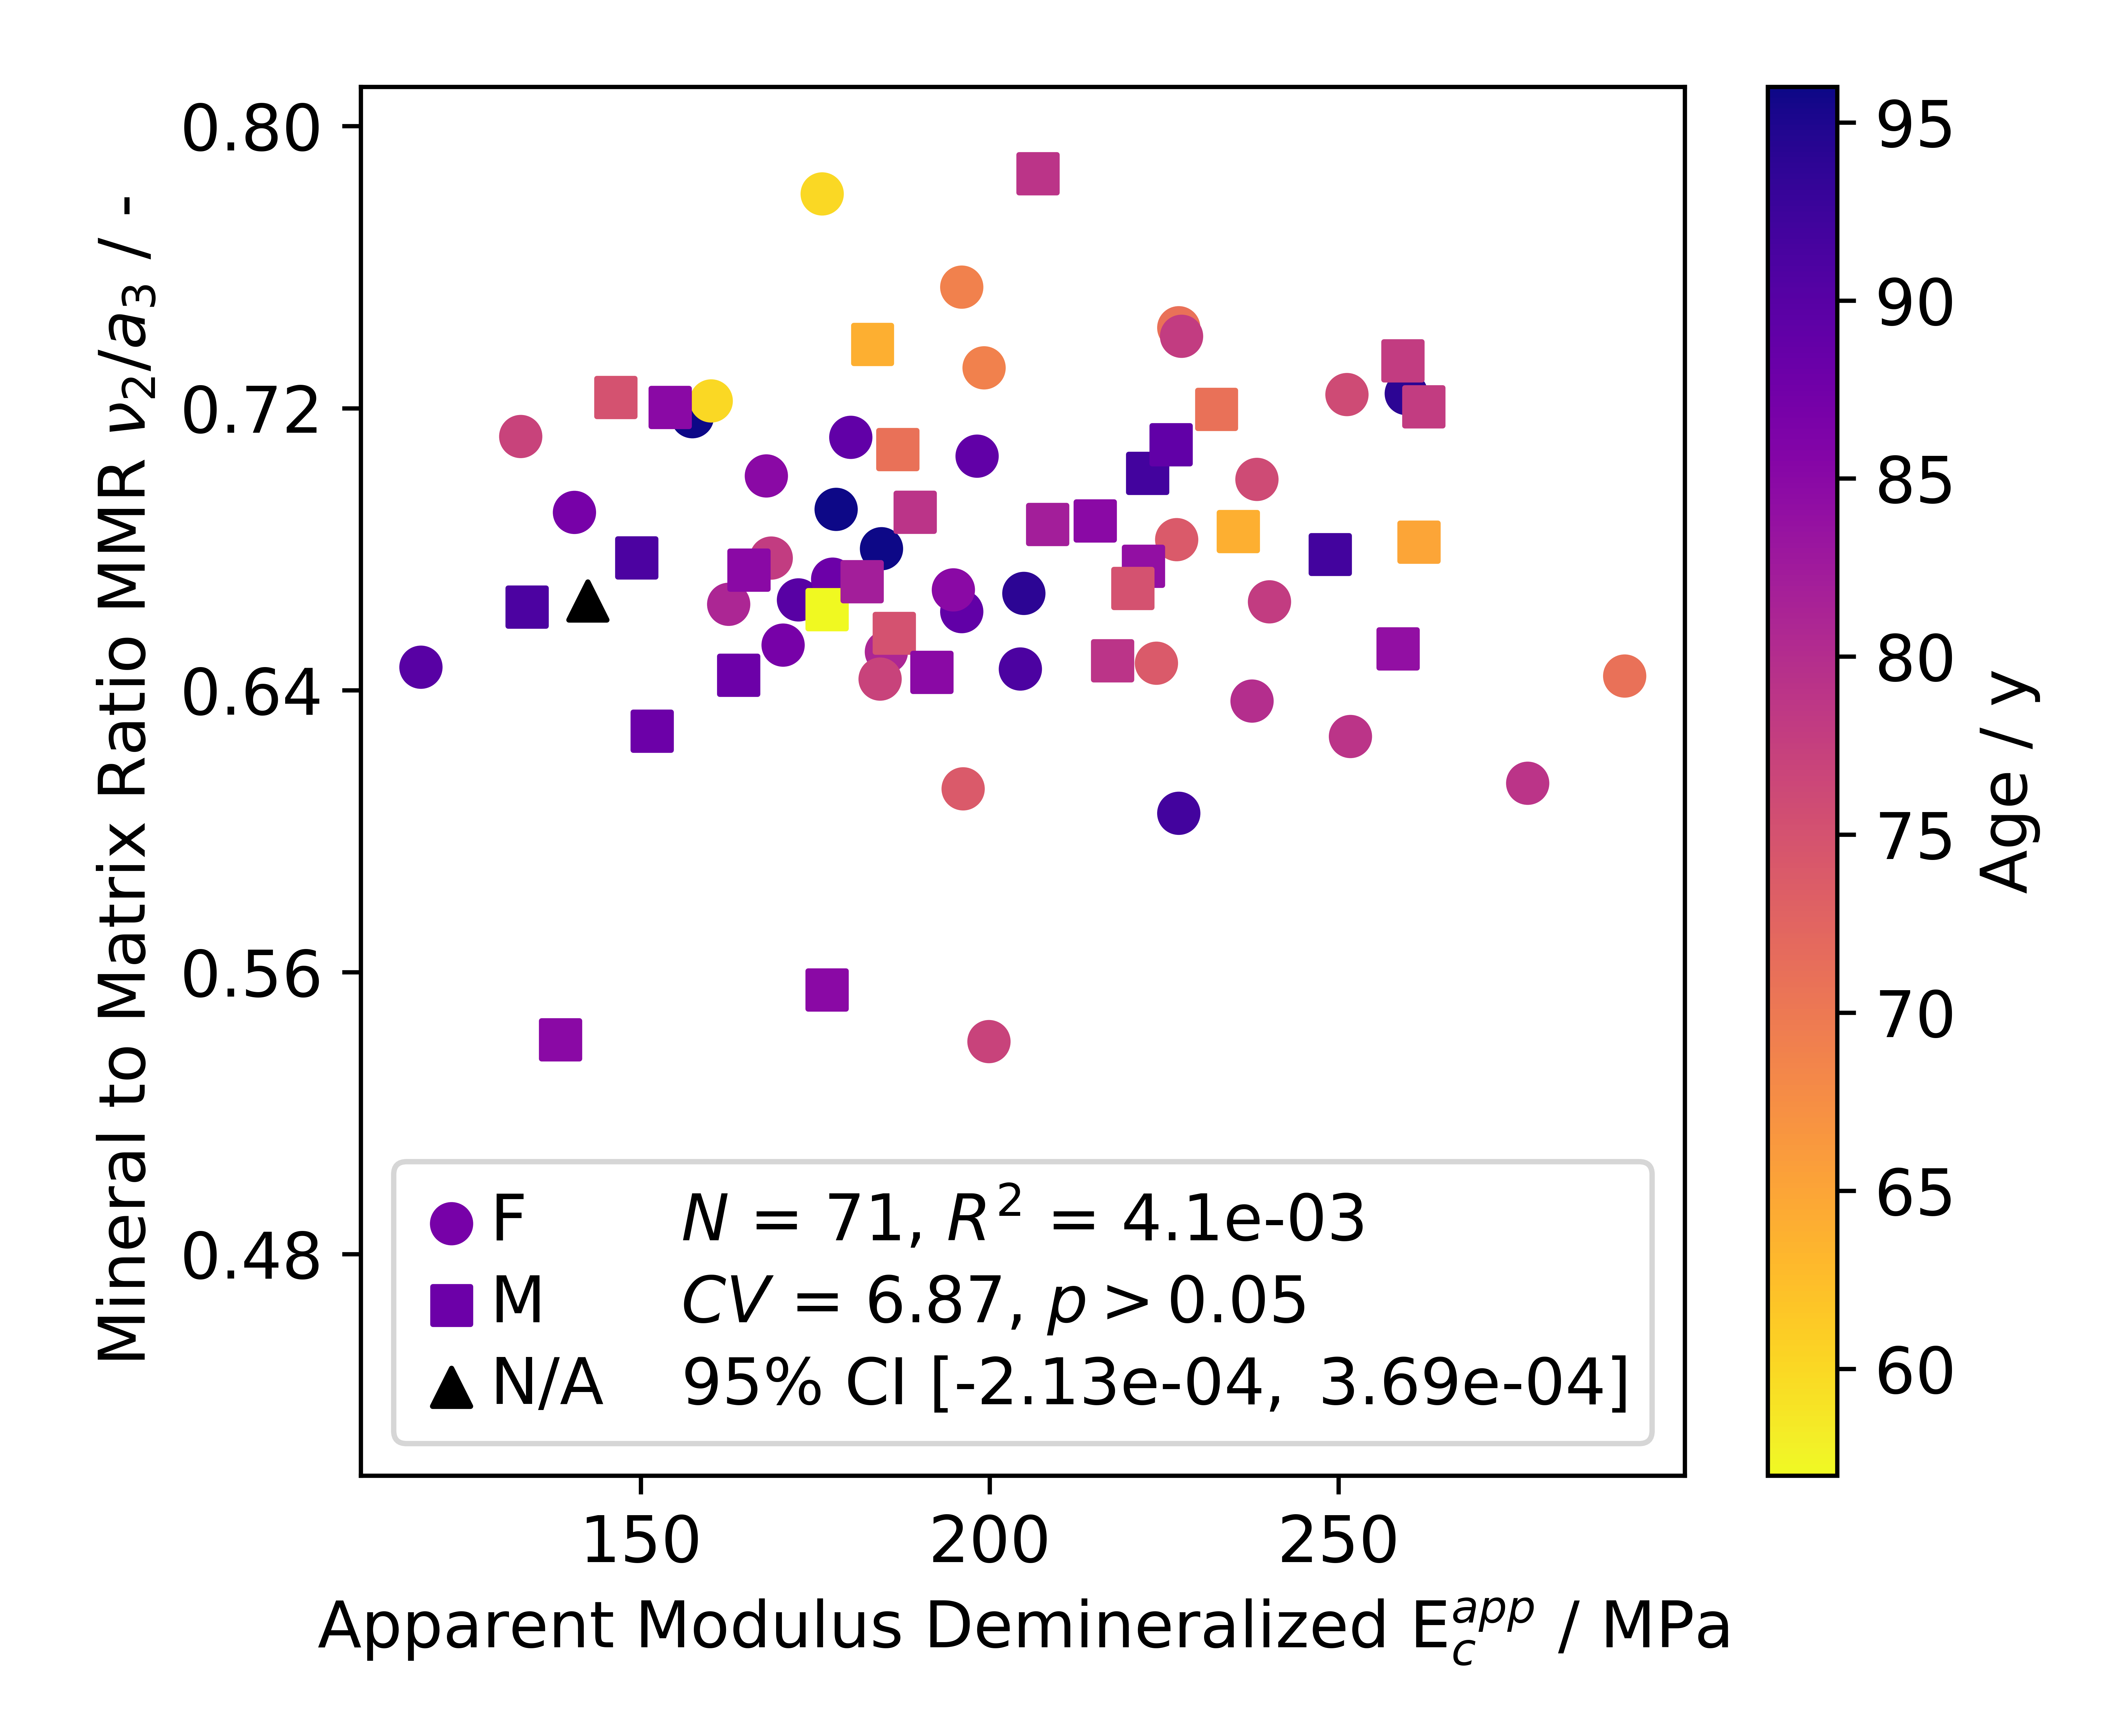 Mineral to Matrix Ratio MMR ν₂/a₃ / -
0.80
0.72
0.64
0.56
0.48
F N = 71, R² = 4.1e-03
M CV = 6.87, p > 0.05
N/A 95% CI [-2.13e-04, 3.69e-04]
150 200 250
Apparent Modulus Demineralized E_c^app / MPa
95
90
85
80
75
70
65
60
Age / y